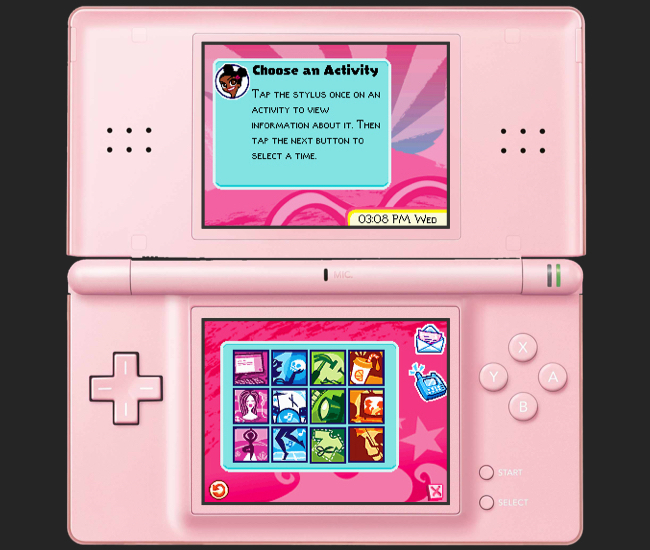 Choose an Activity
Tap the stylus once on an
activity to view
information about it. Then
tap the next button to
select a time.
03:08 PM, Wed
MIC.
X
Y
A
B
START
SELECT